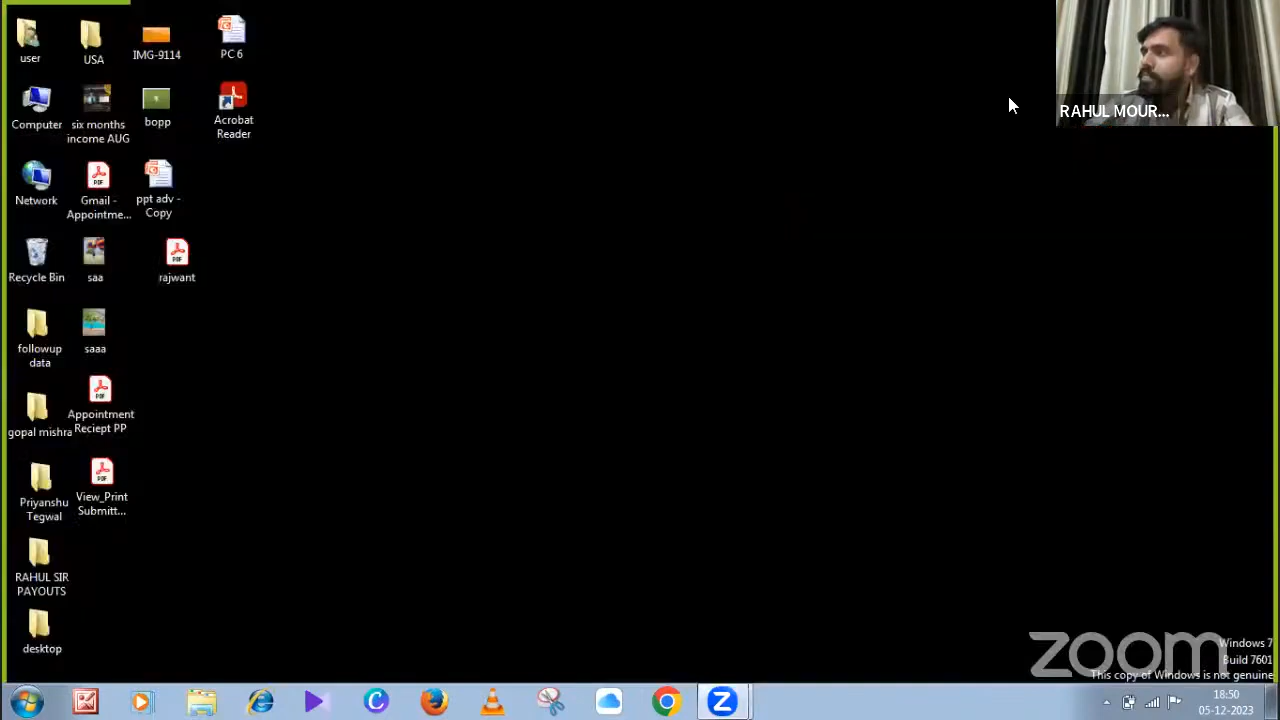 user
USA
IMG-9114
PC 6
RAHUL MOUR...
Computer
six months
income AUG
bopp
Acrobat
Reader
Network
Gmail -
Appointme...
ppt adv -
Copy
Recycle Bin
saa
rajwant
followup
data
saaa
gopal mishra
Appointment
Reciept PP
Priyanshu
Tegwal
View_Print
Submitt...
RAHUL SIR
PAYOUTS
desktop
zoom
Windows 7
Build 7601
This copy of Windows is not genuine
18:50
05-12-2023